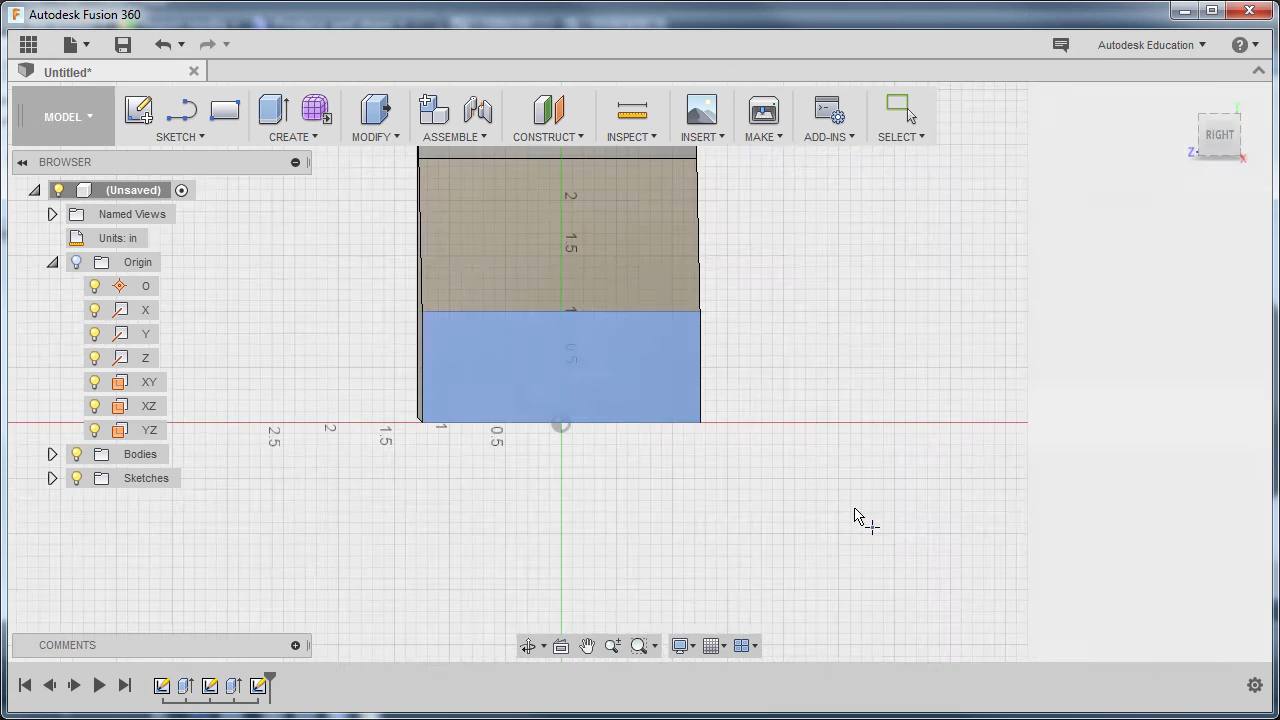 Autodesk Fusion 360
Autodesk Education
Untitled*
MODEL
SKETCH
CREATE
MODIFY
ASSEMBLE
CONSTRUCT
INSPECT
INSERT
MAKE
ADD-INS
SELECT
RIGHT
Y
Z
X
BROWSER
(Unsaved)
Named Views
Units: in
Origin
O
X
Y
Z
XY
XZ
YZ
Bodies
Sketches
2
1.5
1
0.5
2.5
2
1.5
1
0.5
COMMENTS